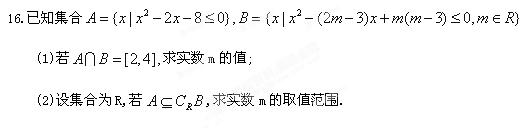 16.已知集合 A={x|x²-2x-8≤0},B={x|x²-(2m-3)x+m(m-3)≤0,m∈R}
(1)若 A∩B=[2,4],求实数 m 的值;
(2)设集合为R,若 A⊆C_R B,求实数 m 的取值范围.